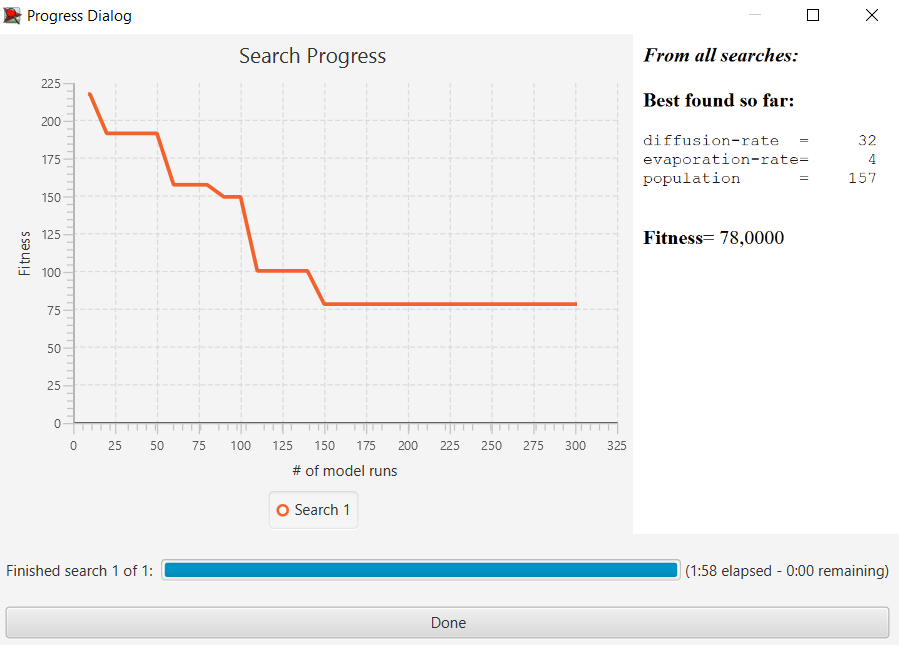 Progress Dialog
Search Progress
225
200
175
150
125
100
75
50
25
0
Fitness
0 25 50 75 100 125 150 175 200 225 250 275 300 325
# of model runs
Search 1
From all searches:
Best found so far:
diffusion-rate = 32
evaporation-rate= 4
population = 157
Fitness= 78,0000
Finished search 1 of 1: (1:58 elapsed - 0:00 remaining)
Done